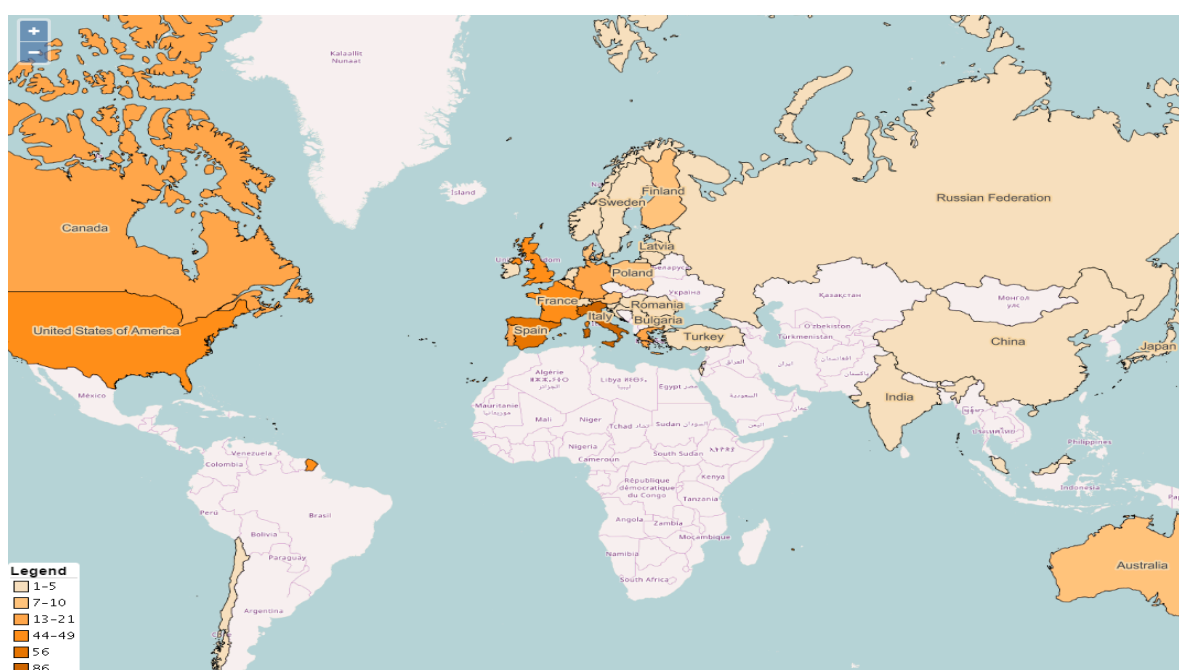 +
−
Kalaallit
Nunaat
Ísland
Finland
Sweden
Russian Federation
Canada
Latvia
Poland
Україна
Қазақстан
Монгол
улс
France
Romania
Italy
Bulgaria
United States of America
Spain
Turkey
O'zbekiston
Türkmenistan
China
Japan
México
Algérie
Mauritanie
Mali
Niger
Tchad
India
Philippines
Venezuela
Colombia
Nigeria
South Sudan
Cameroun
Kenya
Indonesia
République
démocratique
du Congo
Tanzania
Perú
Brasil
Angola
Zambia
Bolivia
Moçambique
Paraguay
Namibia
Australia
South Africa
Argentina
Legend
1–5
7–10
13–21
44–49
56
86